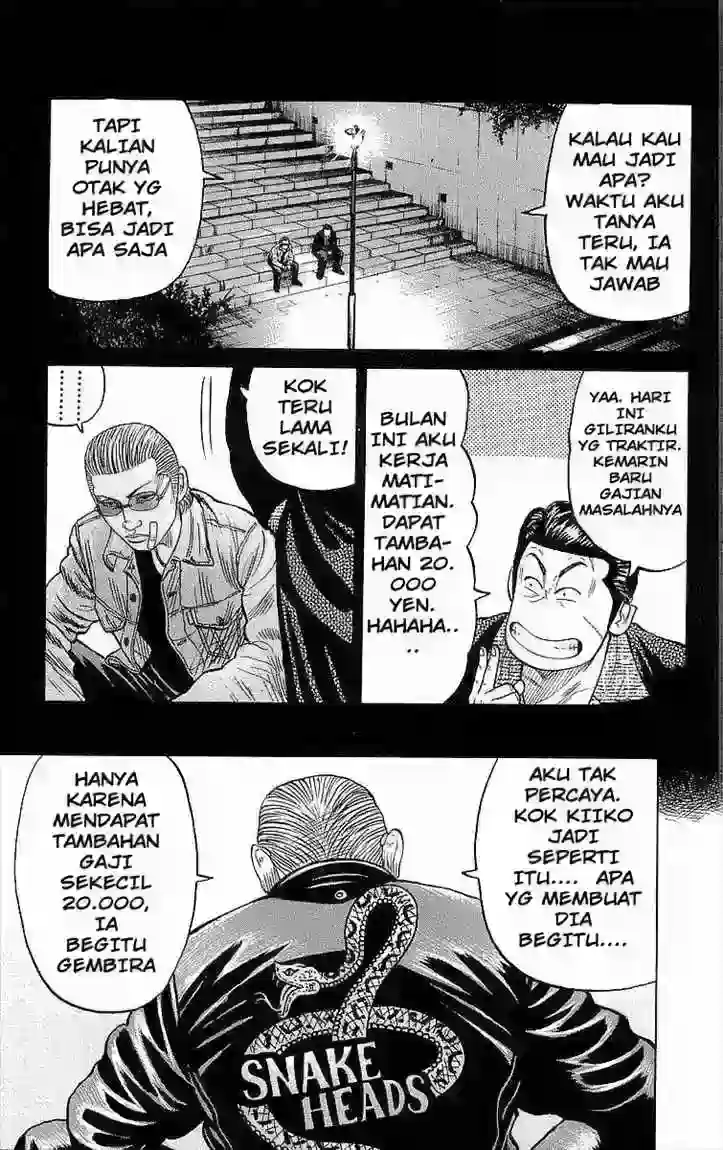 KALAU KAU
MAU JADI
APA?
WAKTU AKU
TANYA
TERU, IA
TAK MAU
JAWAB
TAPI
KALIAN
PUNYA
OTAK YG
HEBAT,
BISA JADI
APA SAJA
YAA. HARI
INI
GILIRANKU
YG TRAKTIR.
KEMARIN
BARU
GAJIAN
MASALAHNYA
BULAN
INI AKU
KERJA
MATI-
MATIAN.
DAPAT
TAMBA-
HAN 20.
000
YEN.
HAHAHA..
..
KOK
TERU
LAMA
SEKALI!
AKU TAK
PERCAYA.
KOK KIIKO
JADI
SEPERTI
ITU.... APA
YG MEMBUAT
DIA
BEGITU....
HANYA
KARENA
MENDAPAT
TAMBAHAN
GAJI
SEKECIL
20.000,
IA
BEGITU
GEMBIRA
SNAKE
HEADS